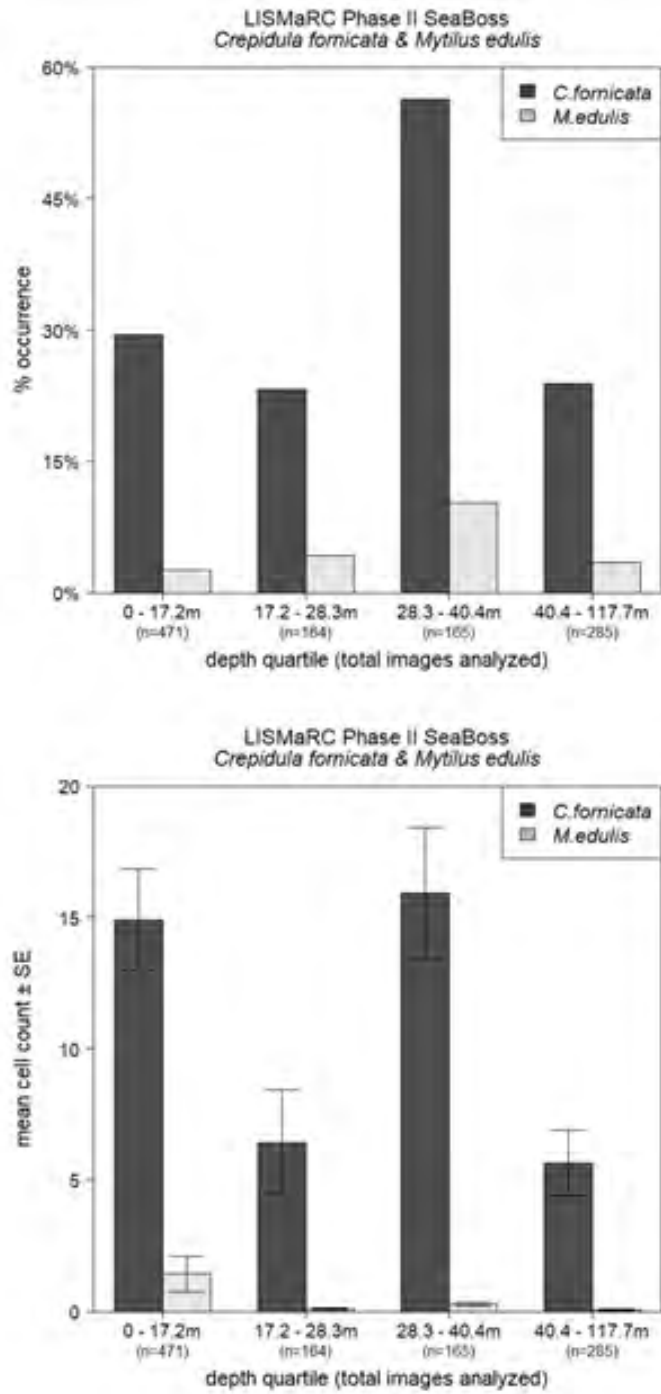 LISMaRC Phase II SeaBoss
Crepidula fornicata & Mytilus edulis
60%
C.fornicata
M.edulis
45%
30%
15%
0%
% occurrence
0 - 17.2m
17.2 - 28.3m
28.3 - 40.4m
40.4 - 117.7m
(n=471)
(n=164)
(n=165)
(n=285)
depth quartile (total images analyzed)
LISMaRC Phase II SeaBoss
Crepidula fornicata & Mytilus edulis
20
C.fornicata
M.edulis
15
10
5
0
mean cell count ± SE
0 - 17.2m
17.2 - 28.3m
28.3 - 40.4m
40.4 - 117.7m
(n=471)
(n=164)
(n=165)
(n=285)
depth quartile (total images analyzed)